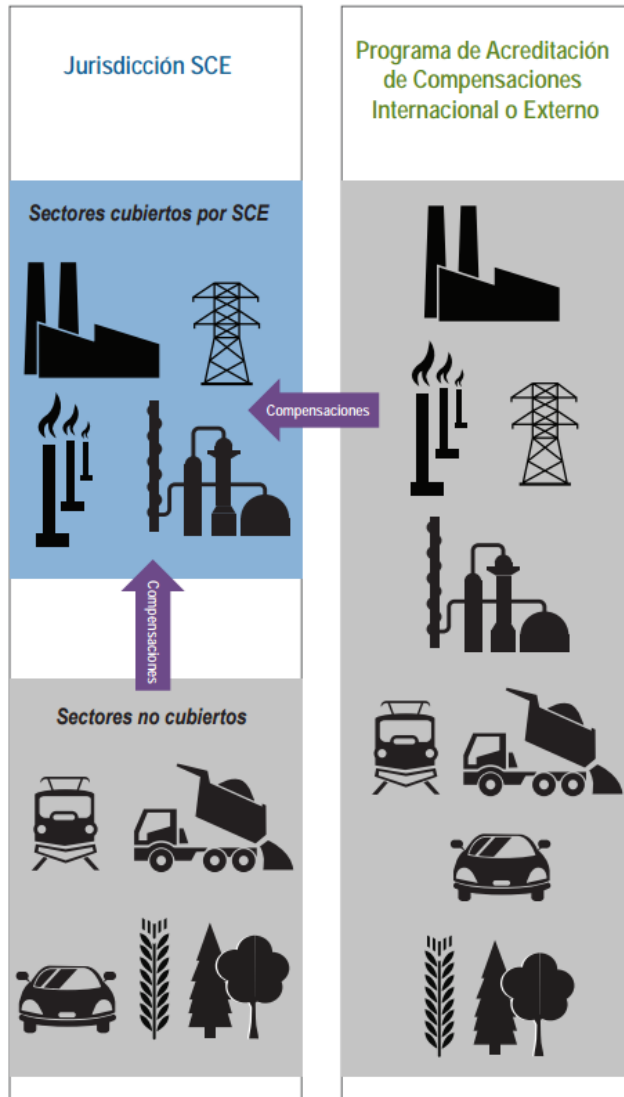 Jurisdicción SCE
Sectores cubiertos por SCE
Compensaciones
Sectores no cubiertos
Programa de Acreditación
de Compensaciones
Internacional o Externo
Compensaciones